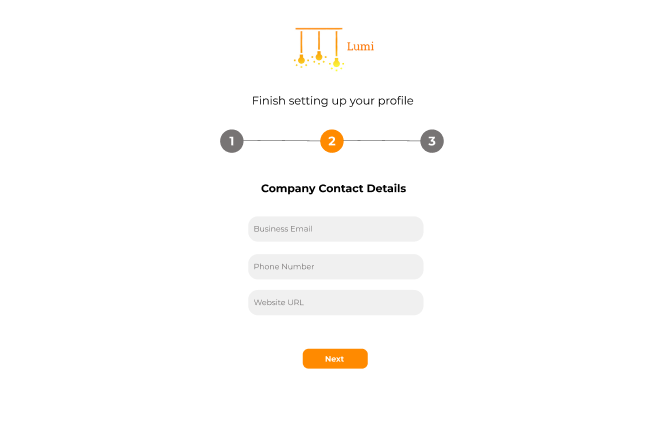 Lumi
Finish setting up your profile
1 2 3
Company Contact Details
Business Email
Phone Number
Website URL
Next